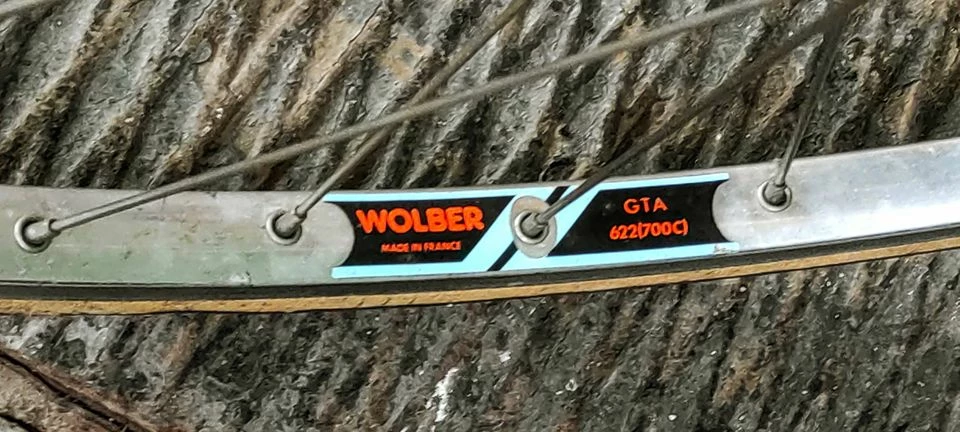 WOLBER
MADE IN FRANCE
GTA
622(700C)